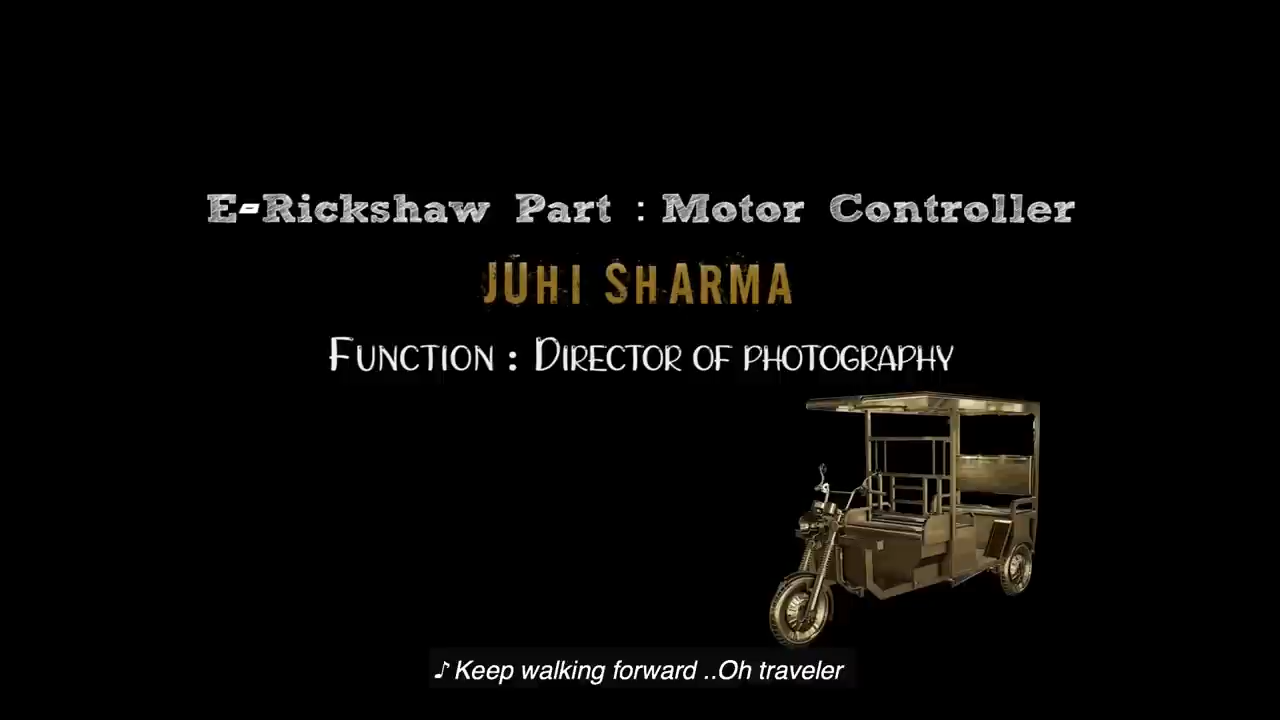 E-Rickshaw Part : Motor Controller
JUHI SHARMA
FUNCTION : DIRECTOR OF PHOTOGRAPHY
♪ Keep walking forward ..Oh traveler